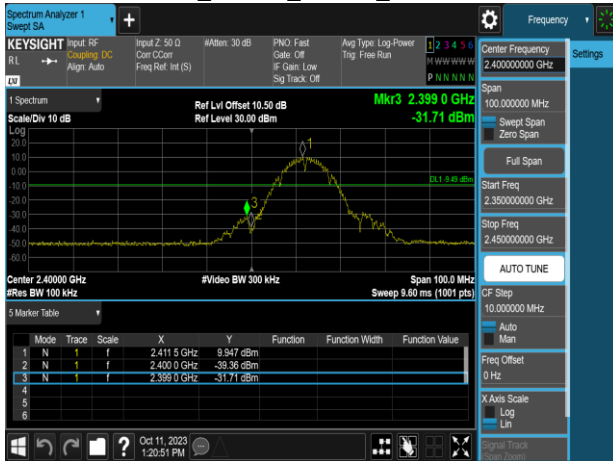 Spectrum Analyzer 1
Swept SA
+
Frequency
KEYSIGHT
RL
LXI
Input: RF
Coupling: DC
Align: Auto
Input Z: 50 Ω
Corr CCorr
Freq Ref: Int (S)
#Atten: 30 dB
PNO: Fast
Gate: Off
IF Gain: Low
Sig Track: Off
Avg Type: Log-Power
Trig: Free Run
1 2 3 4 5 6
M W W W W W
P N N N N N
Center Frequency
2.400000000 GHz
Settings
1 Spectrum
Scale/Div 10 dB
Ref Lvl Offset 10.50 dB
Ref Level 30.00 dBm
Mkr3 2.399 0 GHz
-31.71 dBm
Span
100.000000 MHz
Swept Span
Zero Span
Full Span
Log
20.0
10.0
0.00
-10.0
-20.0
-30.0
-40.0
-50.0
-60.0
1
2
3
DL1 -9.49 dBm
Start Freq
2.350000000 GHz
Stop Freq
2.450000000 GHz
AUTO TUNE
Center 2.40000 GHz
#Res BW 100 kHz
#Video BW 300 kHz
Span 100.0 MHz
Sweep 9.60 ms (1001 pts)
CF Step
10.000000 MHz
Auto
Man
5 Marker Table
Mode Trace Scale X Y Function Function Width Function Value
1 N 1 f 2.411 5 GHz 9.947 dBm
2 N 1 f 2.400 0 GHz -39.36 dBm
3 N 1 f 2.399 0 GHz -31.71 dBm
4
5
6
Freq Offset
0 Hz
X Axis Scale
Log
Lin
Signal Track
(Span Zoom)
?
Oct 11, 2023
1:20:51 PM